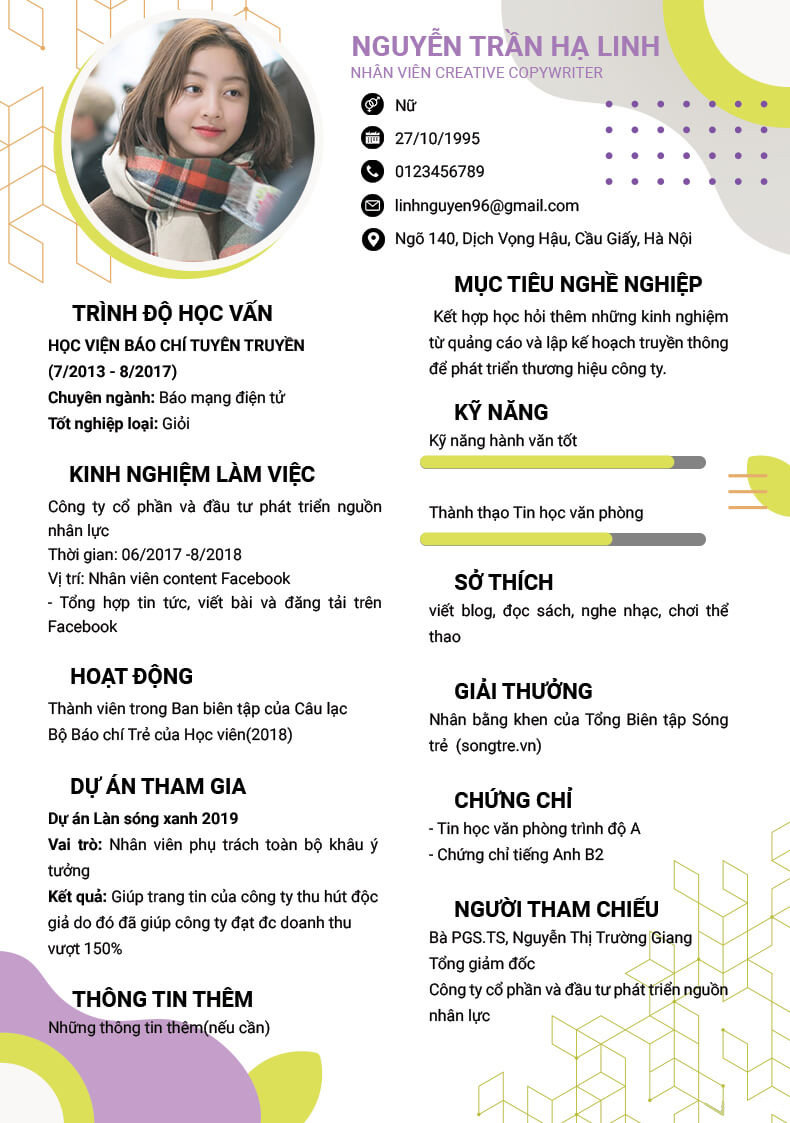 NGUYỄN TRẦN HẠ LINH
NHÂN VIÊN CREATIVE COPYWRITER
Nữ
27/10/1995
0123456789
linhnguyen96@gmail.com
Ngõ 140, Dịch Vọng Hậu, Cầu Giấy, Hà Nội
TRÌNH ĐỘ HỌC VẤN
HỌC VIỆN BÁO CHÍ TUYÊN TRUYỀN
(7/2013 - 8/2017)
Chuyên ngành: Báo mạng điện tử
Tốt nghiệp loại: Giỏi
KINH NGHIỆM LÀM VIỆC
Công ty cổ phần và đầu tư phát triển nguồn
nhân lực
Thời gian: 06/2017 -8/2018
Vị trí: Nhân viên content Facebook
- Tổng hợp tin tức, viết bài và đăng tải trên
Facebook
HOẠT ĐỘNG
Thành viên trong Ban biên tập của Câu lạc
Bộ Báo chí Trẻ của Học viên(2018)
DỰ ÁN THAM GIA
Dự án Làn sóng xanh 2019
Vai trò: Nhân viên phụ trách toàn bộ khâu ý
tưởng
Kết quả: Giúp trang tin của công ty thu hút độc
giả do đó đã giúp công ty đạt đc doanh thu
vượt 150%
THÔNG TIN THÊM
Những thông tin thêm(nếu cần)
MỤC TIÊU NGHỀ NGHIỆP
Kết hợp học hỏi thêm những kinh nghiệm
từ quảng cáo và lập kế hoạch truyền thông
để phát triển thương hiệu công ty.
KỸ NĂNG
Kỹ năng hành văn tốt
Thành thạo Tin học văn phòng
SỞ THÍCH
viết blog, đọc sách, nghe nhạc, chơi thể
thao
GIẢI THƯỞNG
Nhân bằng khen của Tổng Biên tập Sóng
trẻ (songtre.vn)
CHỨNG CHỈ
- Tin học văn phòng trình độ A
- Chứng chỉ tiếng Anh B2
NGƯỜI THAM CHIẾU
Bà PGS.TS, Nguyễn Thị Trường Giang
Tổng giảm đốc
Công ty cổ phần và đầu tư phát triển nguồn
nhân lực